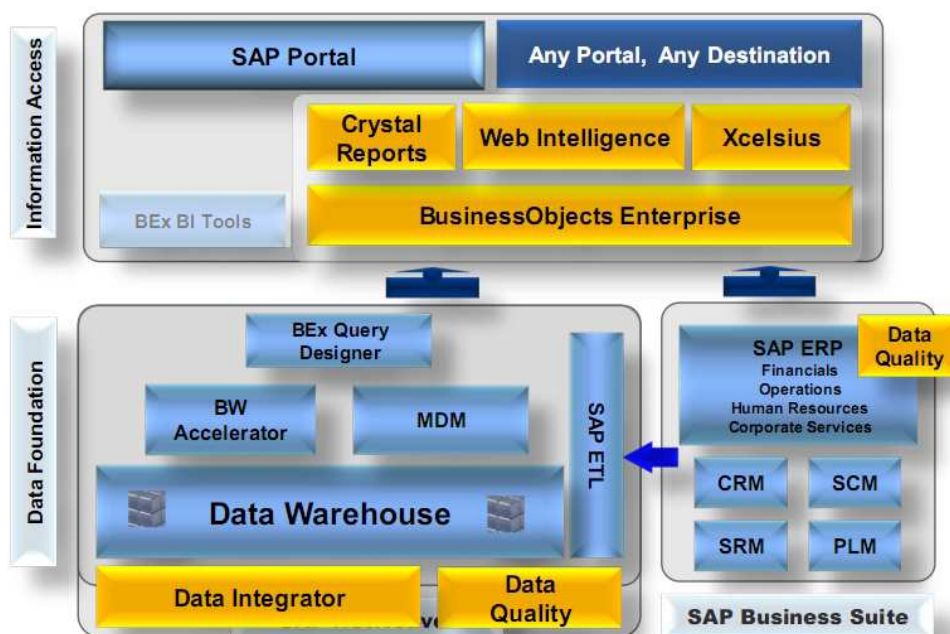 Information Access
SAP Portal
Any Portal, Any Destination
Crystal
Reports
Web Intelligence
Xcelsius
BEx BI Tools
BusinessObjects Enterprise
Data Foundation
BEx Query
Designer
BW
Accelerator
MDM
SAP ETL
Data Warehouse
Data Integrator
Data
Quality
SAP ERP
Financials
Operations
Human Resources
Corporate Services
Data
Quality
CRM
SCM
SRM
PLM
SAP Business Suite